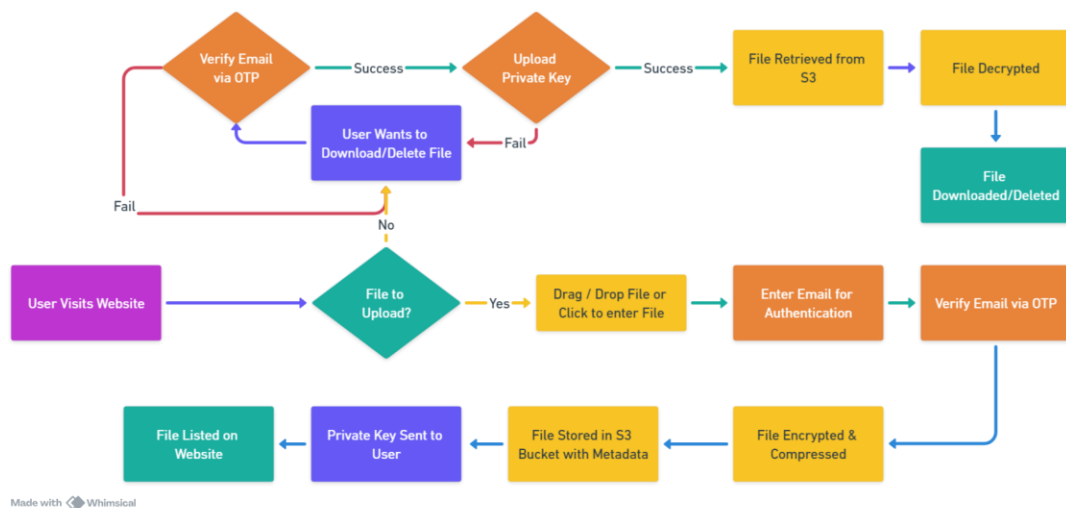 Verify Email
via OTP
Success
Upload
Private Key
Success
File Retrieved from
S3
File Decrypted
User Wants to
Download/Delete File
Fail
File
Downloaded/Deleted
Fail
No
User Visits Website
File to
Upload?
Yes
Drag / Drop File or
Click to enter File
Enter Email for
Authentication
Verify Email via OTP
File Listed on
Website
Private Key Sent to
User
File Stored in S3
Bucket with Metadata
File Encrypted &
Compressed
Made with Whimsical